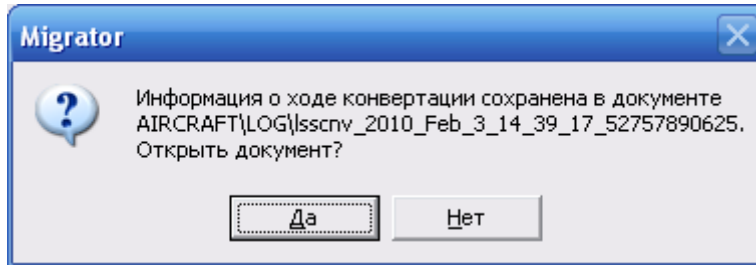 Migrator
Информация о ходе конвертации сохранена в документе
AIRCRAFT\LOG\lsscnv_2010_Feb_3_14_39_17_52757890625.
Открыть документ?
Да
Нет